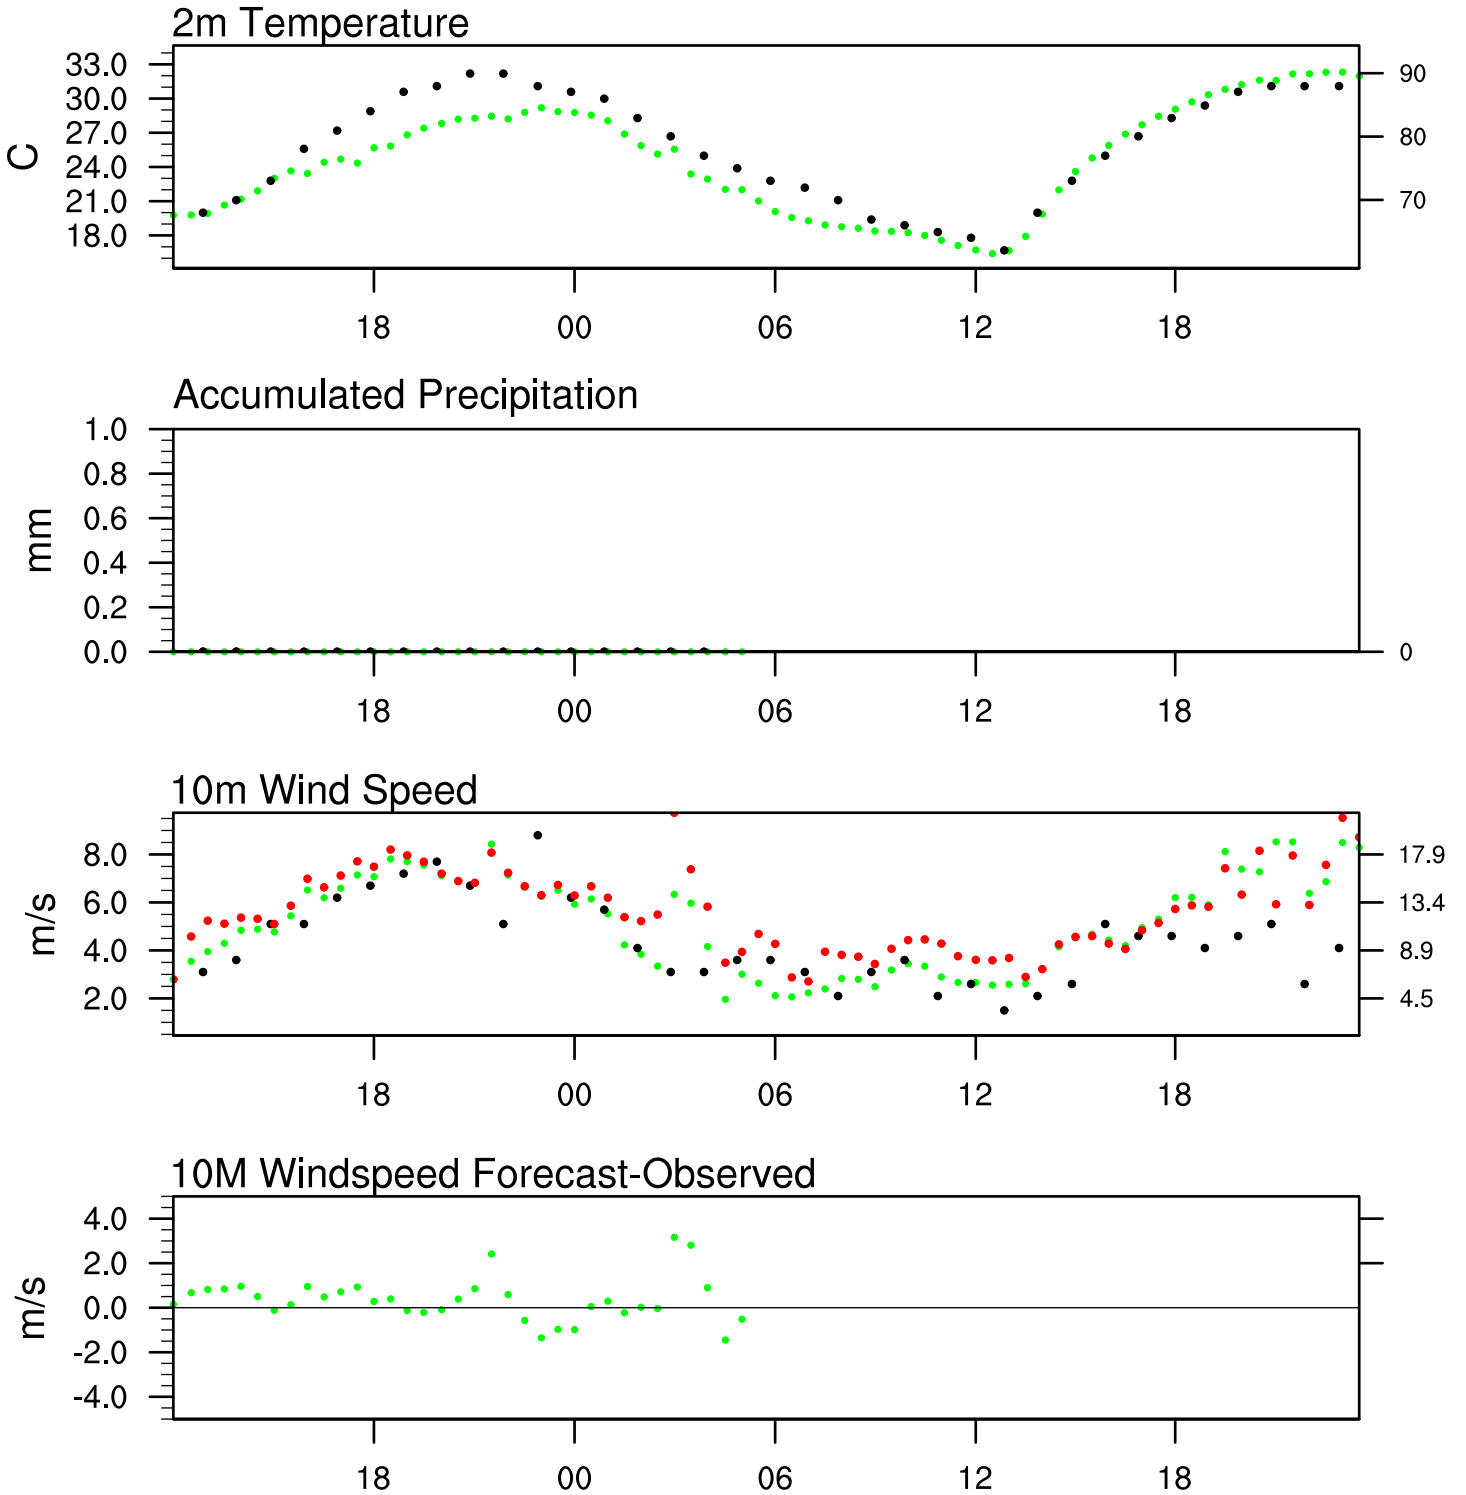 2m Temperature
33.0
30.0
27.0
24.0
21.0
18.0
C
90
80
70
18 00 06 12 18
Accumulated Precipitation
1.0
0.8
0.6
0.4
0.2
0.0
mm
0
18 00 06 12 18
10m Wind Speed
8.0
6.0
4.0
2.0
m/s
17.9
13.4
8.9
4.5
18 00 06 12 18
10M Windspeed Forecast-Observed
4.0
2.0
0.0
-2.0
-4.0
m/s
18 00 06 12 18